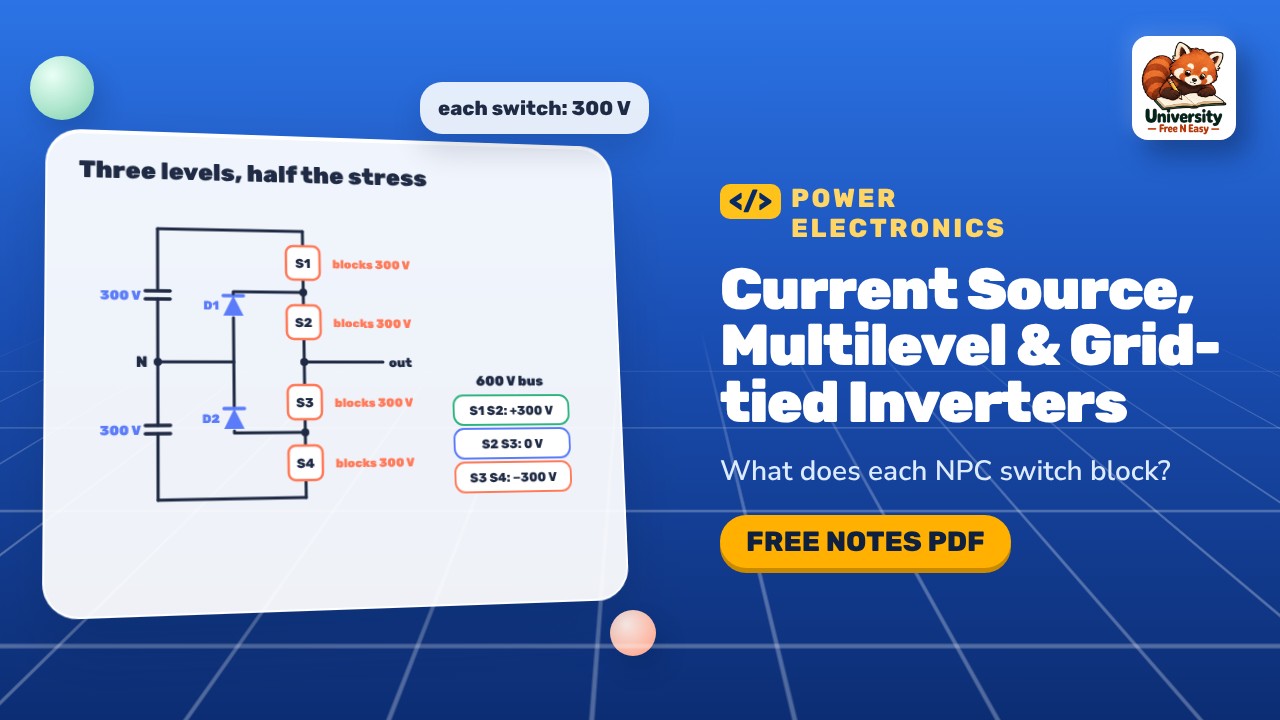 each switch: 300 V
Three levels, half the stress
S1
blocks 300 V
300 V
D1
S2
blocks 300 V
N
out
S3
blocks 300 V
D2
300 V
S4
blocks 300 V
600 V bus
S1 S2: +300 V
S2 S3: 0 V
S3 S4: −300 V
University
Free N Easy
</> POWER
ELECTRONICS
Current Source,
Multilevel & Grid-
tied Inverters
What does each NPC switch block?
FREE NOTES PDF